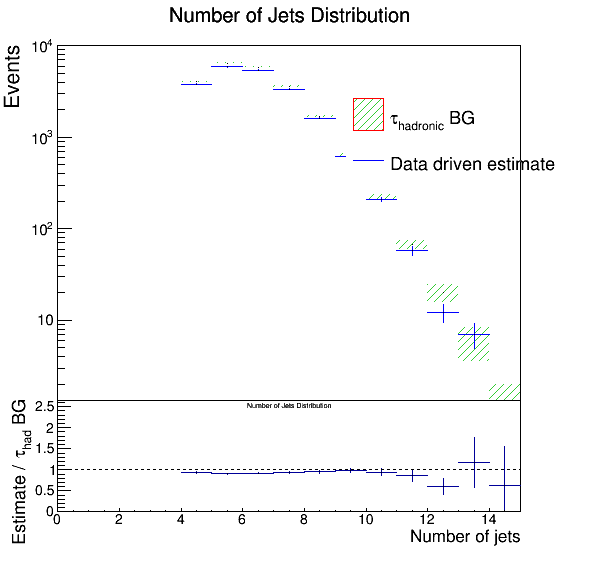 Number of Jets Distribution
Events
10⁴
10³
10²
10
τhadronic BG
Data driven estimate
Number of Jets Distribution
Estimate / τhad BG
2.5
2
1.5
1
0.5
0
0 2 4 6 8 10 12 14
Number of jets